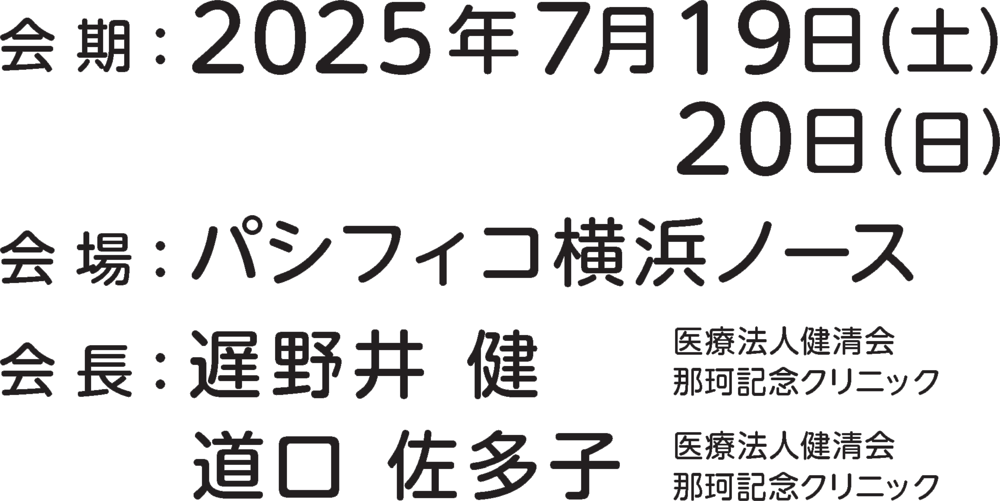 会期：2025年7月19日（土）
20日（日）
会場：パシフィコ横浜ノース
会長：遅野井 健 医療法人健清会
那珂記念クリニック
道口 佐多子 医療法人健清会
那珂記念クリニック